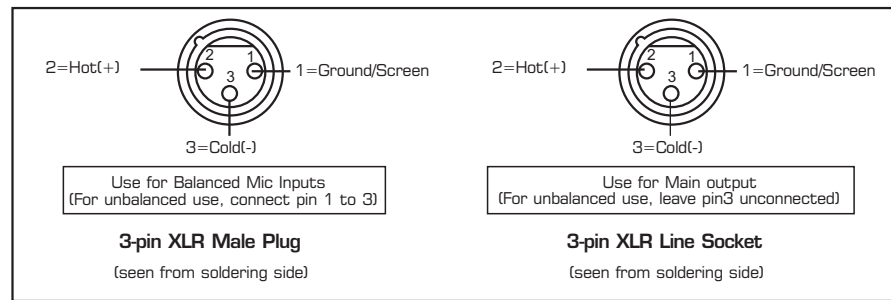 2
1
3
2=Hot(+)
1=Ground/Screen
3=Cold(-)
Use for Balanced Mic Inputs
(For unbalanced use, connect pin 1 to 3)
3-pin XLR Male Plug
(seen from soldering side)
2
1
3
2=Hot(+)
1=Ground/Screen
3=Cold(-)
Use for Main output
(For unbalanced use, leave pin3 unconnected)
3-pin XLR Line Socket
(seen from soldering side)